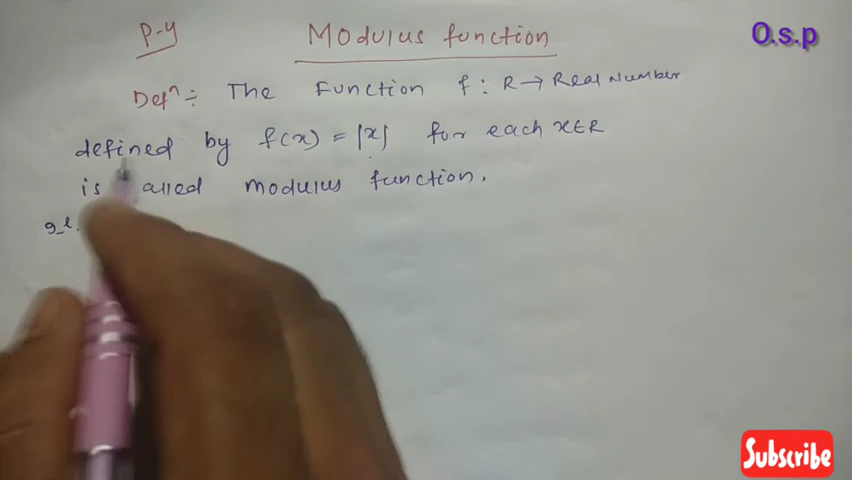 P-4 Modulus function O.s.p
Defⁿ ÷ The Function f : R → Real Number
defined by f(x) = |x| for each x∈R
is called modulus function.
Subscribe